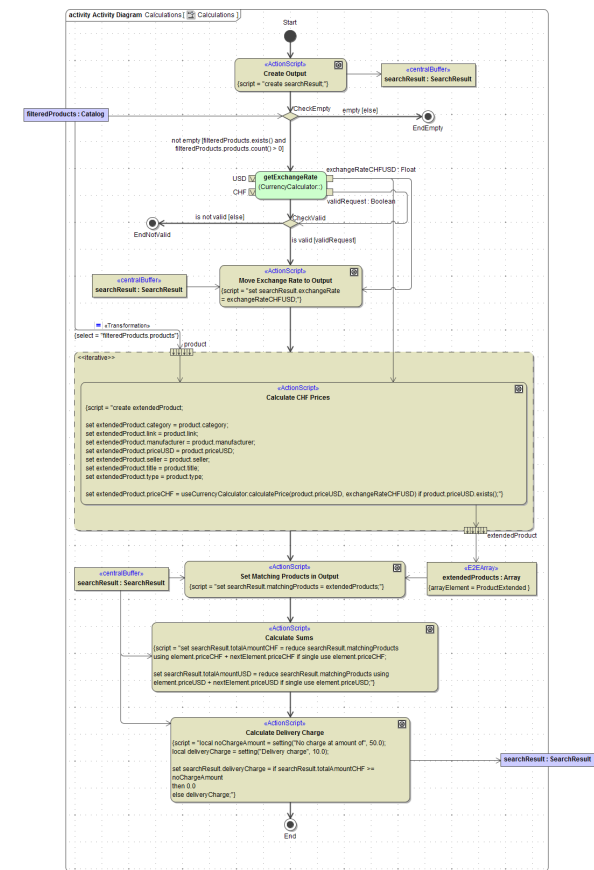 activity Activity Diagram Calculations [ Calculations ]
Start
«ActionScript»
Create Output
{script = "create searchResult;"}
«centralBuffer»
searchResult : SearchResult
filteredProducts : Catalog
CheckEmpty
empty [else]
EndEmpty
not empty [filteredProducts.exists() and
filteredProducts.products.count() > 0]
USD
CHF
getExchangeRate
(CurrencyCalculator::)
exchangeRateCHFUSD : Float
validRequest : Boolean
is not valid [else]
CheckValid
EndNotValid
is valid [validRequest]
«ActionScript»
Move Exchange Rate to Output
{script = "set searchResult.exchangeRate
= exchangeRateCHFUSD;"}
«centralBuffer»
searchResult : SearchResult
«Transformation»
{select = "filteredProducts.products"}
product
<<iterative>>
«ActionScript»
Calculate CHF Prices
{script = "create extendedProduct;
set extendedProduct.category = product.category;
set extendedProduct.link = product.link;
set extendedProduct.manufacturer = product.manufacturer;
set extendedProduct.priceUSD = product.priceUSD;
set extendedProduct.seller = product.seller;
set extendedProduct.title = product.title;
set extendedProduct.type = product.type;
set extendedProduct.priceCHF = useCurrencyCalculator.calculatePrice(product.priceUSD, exchangeRateCHFUSD) if product.priceUSD.exists();"}
extendedProduct
«centralBuffer»
searchResult : SearchResult
«ActionScript»
Set Matching Products in Output
{script = "set searchResult.matchingProducts = extendedProducts;"}
«E2EArray»
extendedProducts : Array
{arrayElement = ProductExtended }
«ActionScript»
Calculate Sums
{script = "set searchResult.totalAmountCHF = reduce searchResult.matchingProducts
using element.priceCHF + nextElement.priceCHF if single use element.priceCHF;
set searchResult.totalAmountUSD = reduce searchResult.matchingProducts using
element.priceUSD + nextElement.priceUSD if single use element.priceUSD;"}
«ActionScript»
Calculate Delivery Charge
{script = "local noChargeAmount = setting("No charge at amount of", 50.0);
local deliveryCharge = setting("Delivery charge", 10.0);
set searchResult.deliveryCharge = if searchResult.totalAmountCHF >=
noChargeAmount
then 0.0
else deliveryCharge;"}
searchResult : SearchResult
End